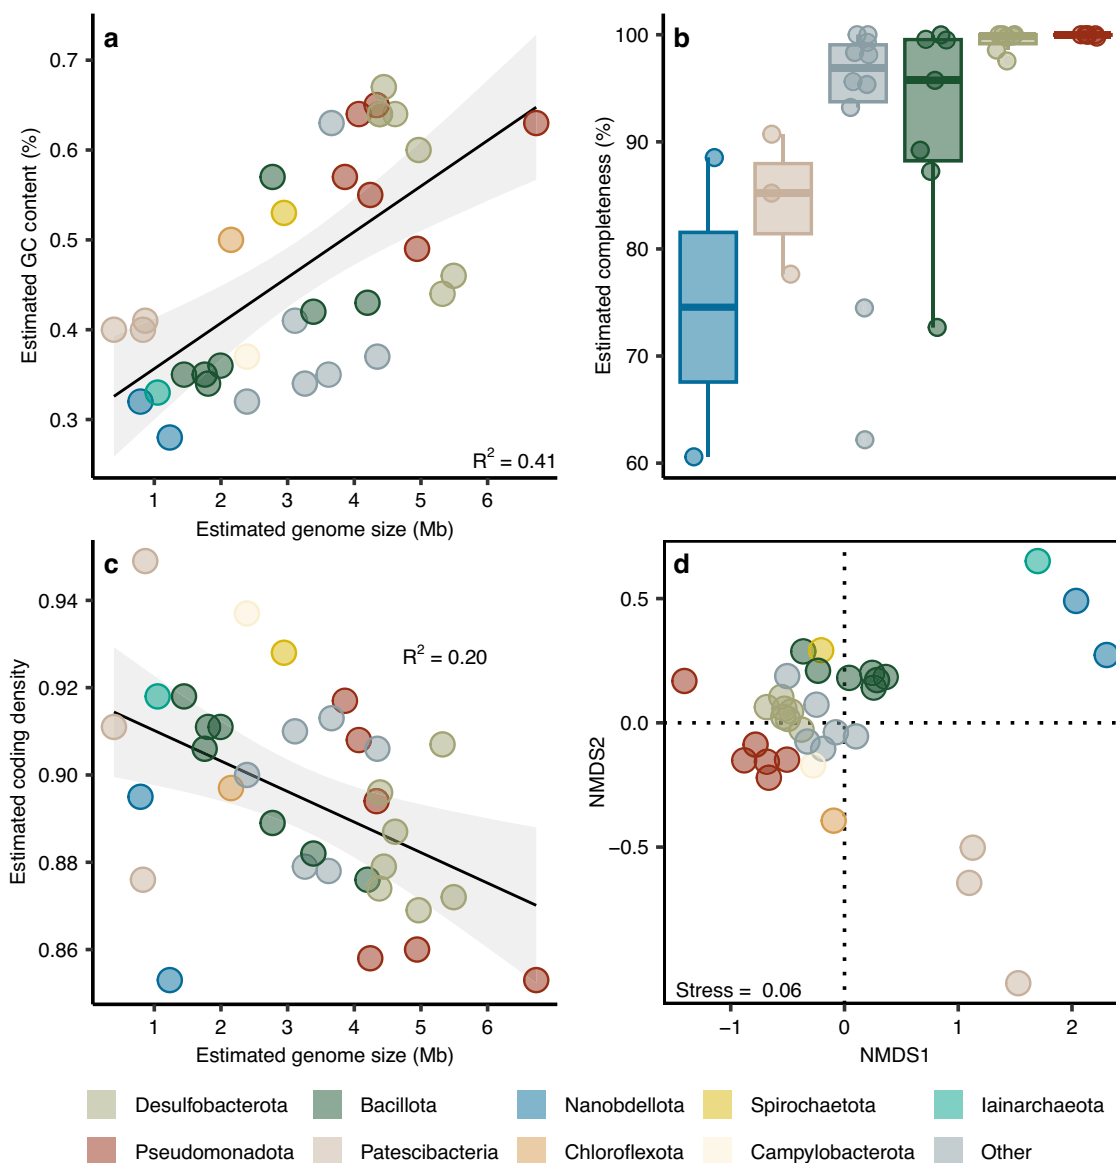 a
0.7
0.6
0.5
0.4
0.3
Estimated GC content (%)
R² = 0.41
1 2 3 4 5 6
Estimated genome size (Mb)
b
100
90
80
70
60
Estimated completeness (%)
c
0.94
0.92
0.90
0.88
0.86
Estimated coding density
R² = 0.20
1 2 3 4 5 6
Estimated genome size (Mb)
d
0.5
0.0
−0.5
NMDS2
Stress = 0.06
−1 0 1 2
NMDS1
Desulfobacterota Bacillota Nanobdellota Spirochaetota Iainarchaeota
Pseudomonadota Patescibacteria Chloroflexota Campylobacterota Other